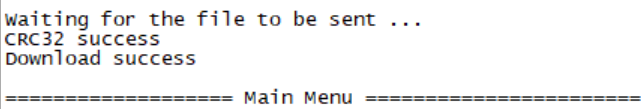 Waiting for the file to be sent ...
CRC32 success
Download success
=================== Main Menu =======================